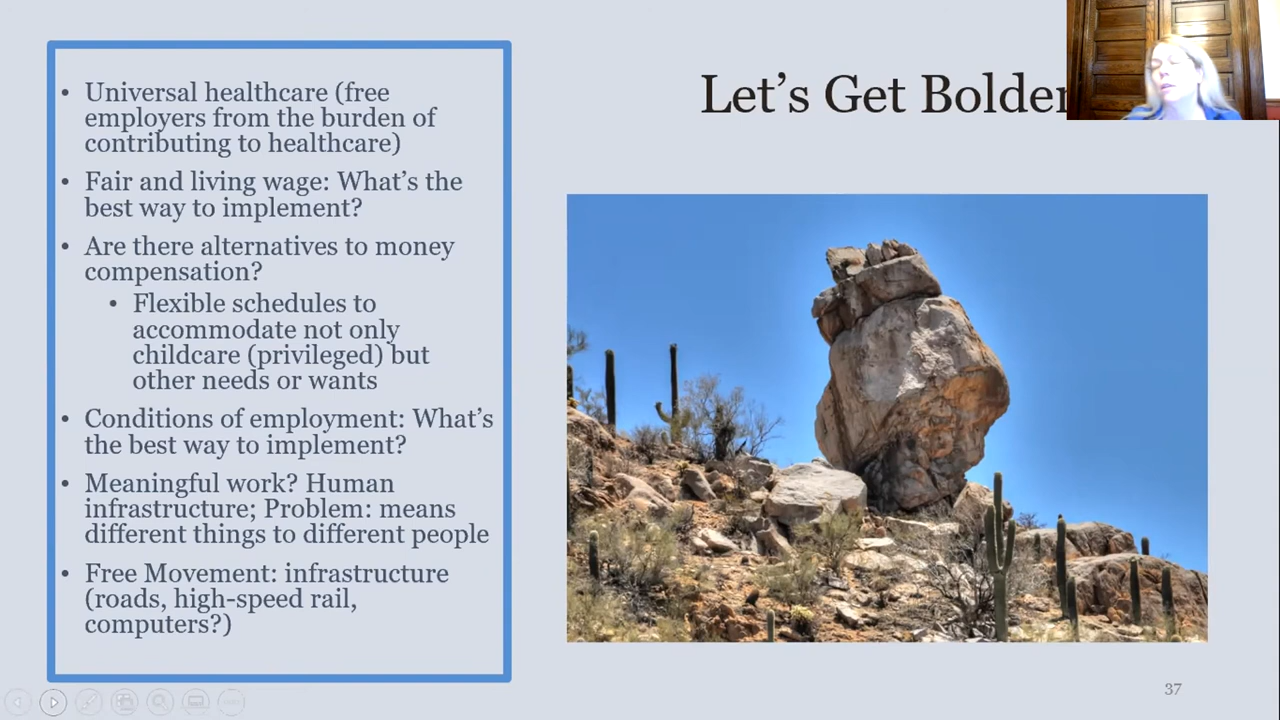 Let's Get Bolder
• Universal healthcare (free
employers from the burden of
contributing to healthcare)
• Fair and living wage: What's the
best way to implement?
• Are there alternatives to money
compensation?
• Flexible schedules to
accommodate not only
childcare (privileged) but
other needs or wants
• Conditions of employment: What's
the best way to implement?
• Meaningful work? Human
infrastructure; Problem: means
different things to different people
• Free Movement: infrastructure
(roads, high-speed rail,
computers?)
37